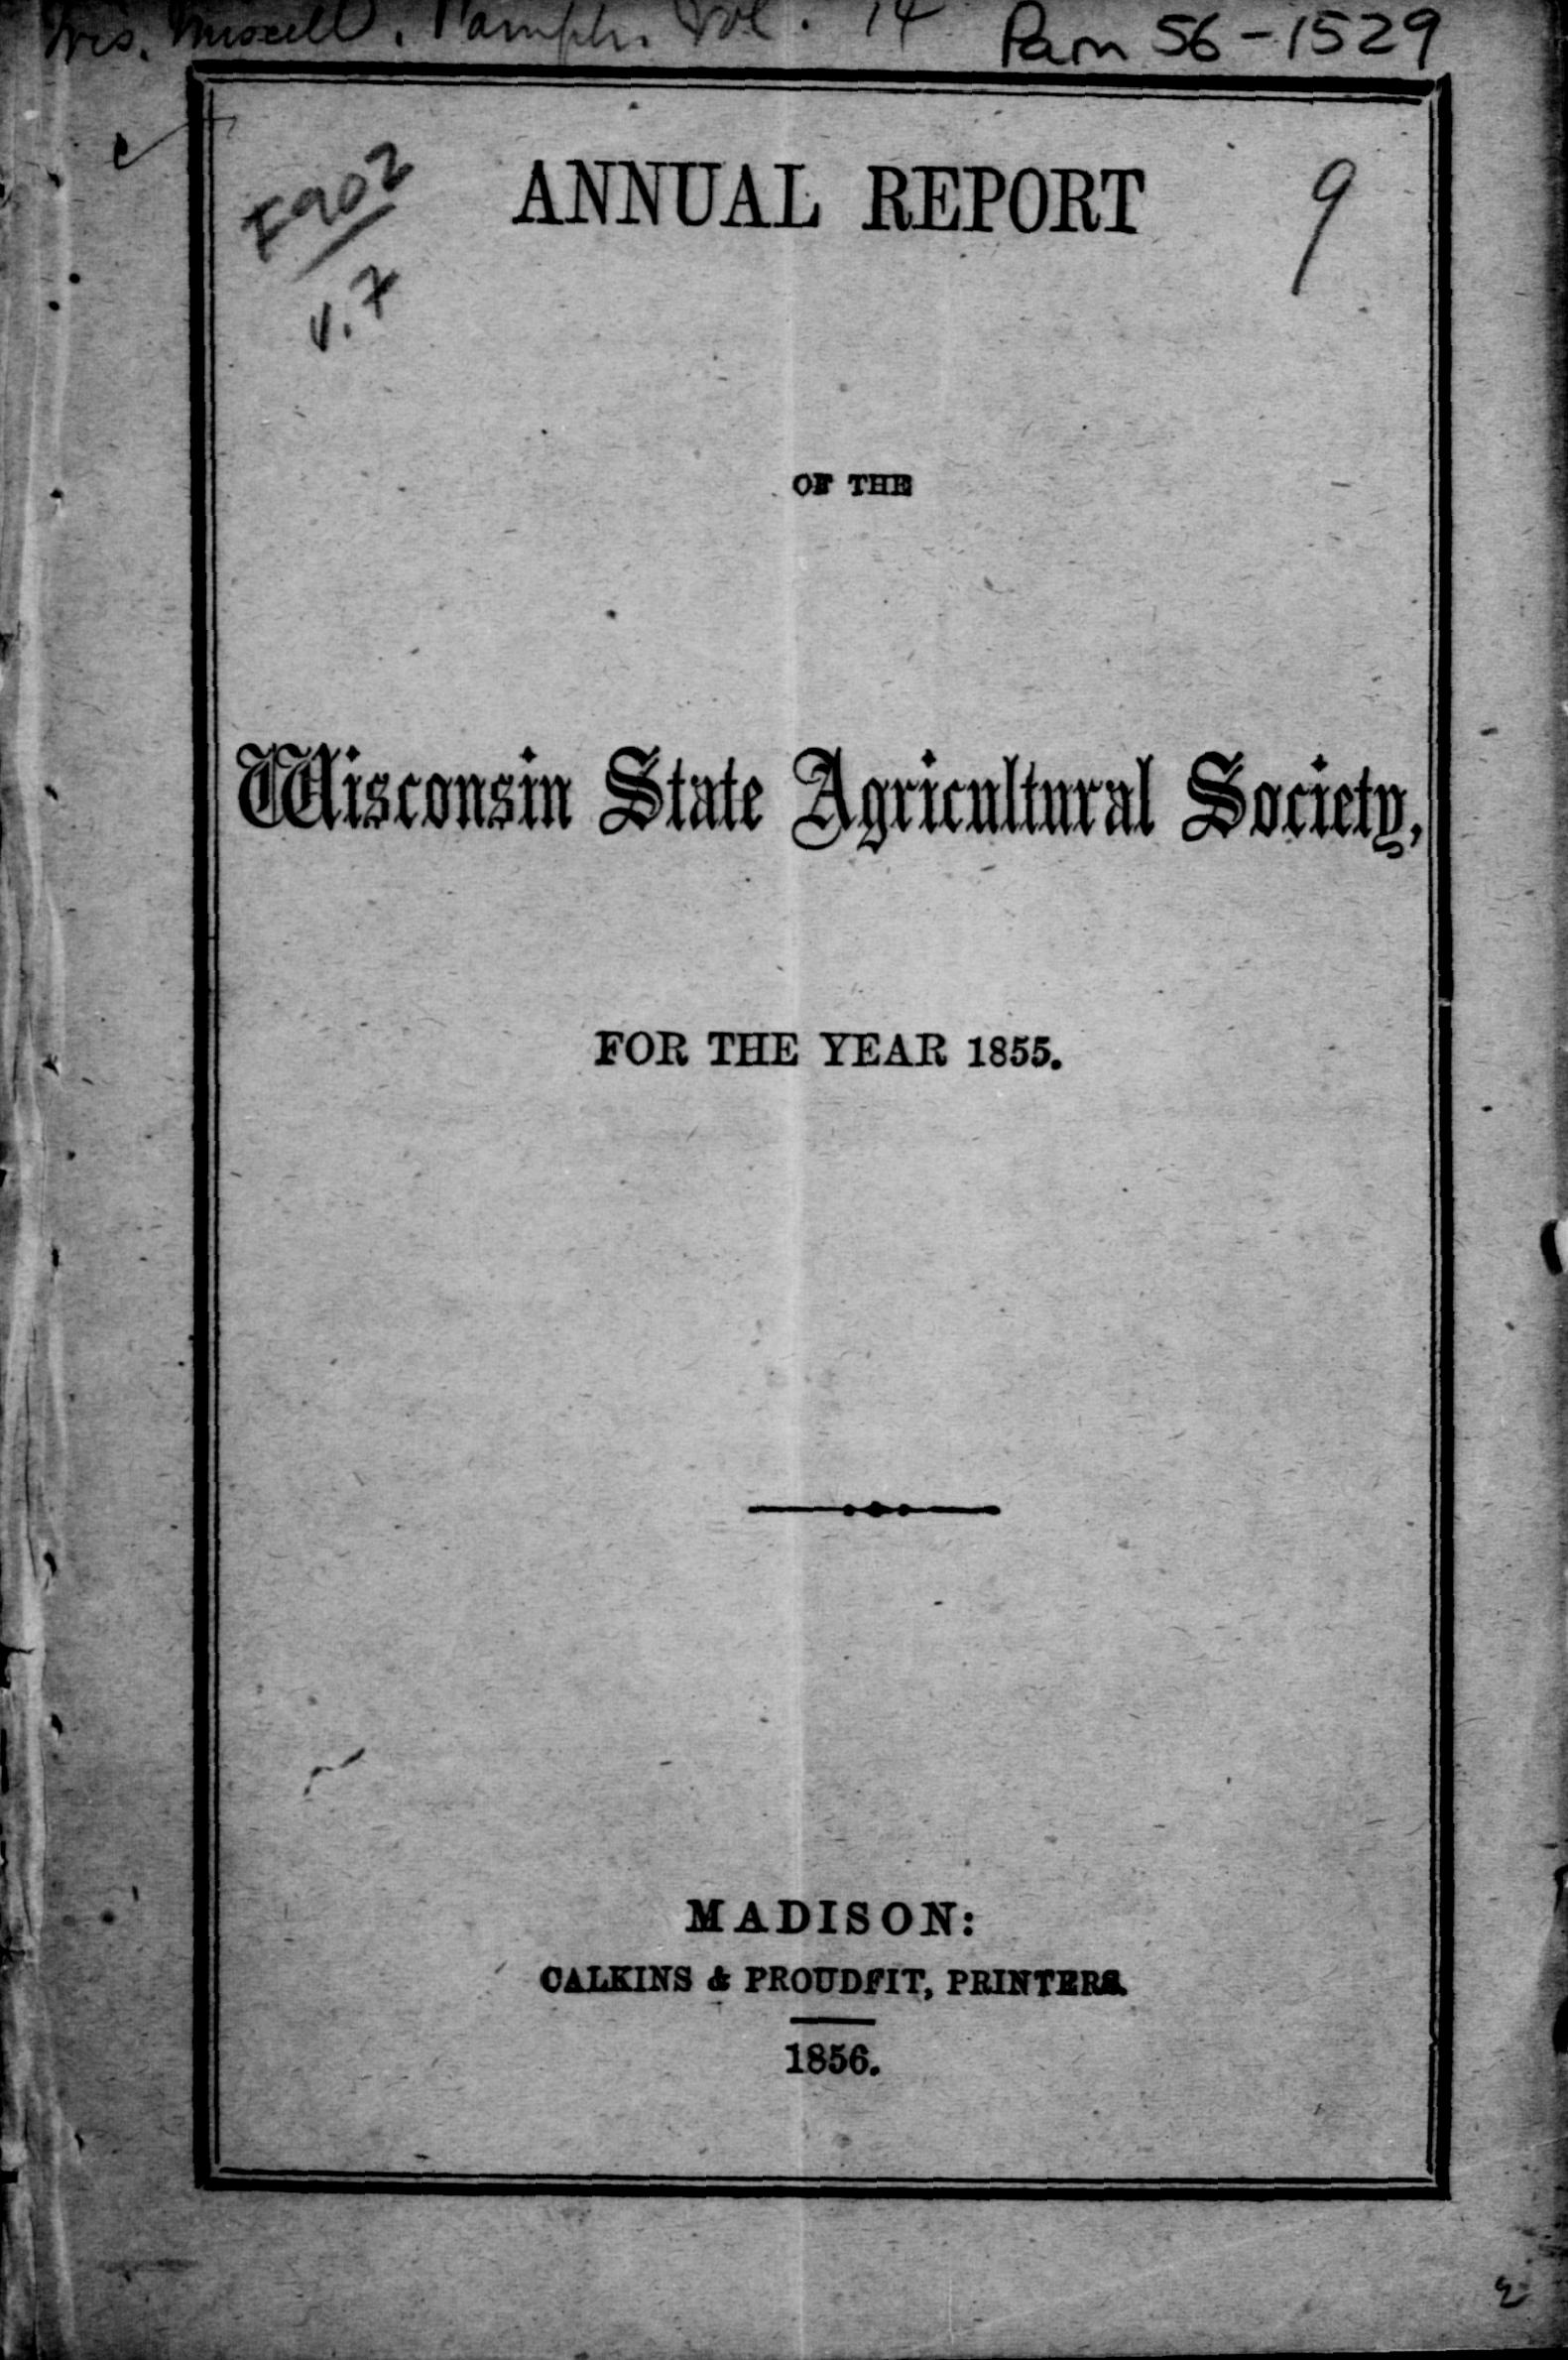 Wis. Miscell. Pamph. Vol. 14 Pam 56-1529
F902
v.7
9
ANNUAL REPORT
OF THE
Wisconsin State Agricultural Society,
FOR THE YEAR 1855.
MADISON:
CALKINS & PROUDFIT, PRINTERS.
1856.